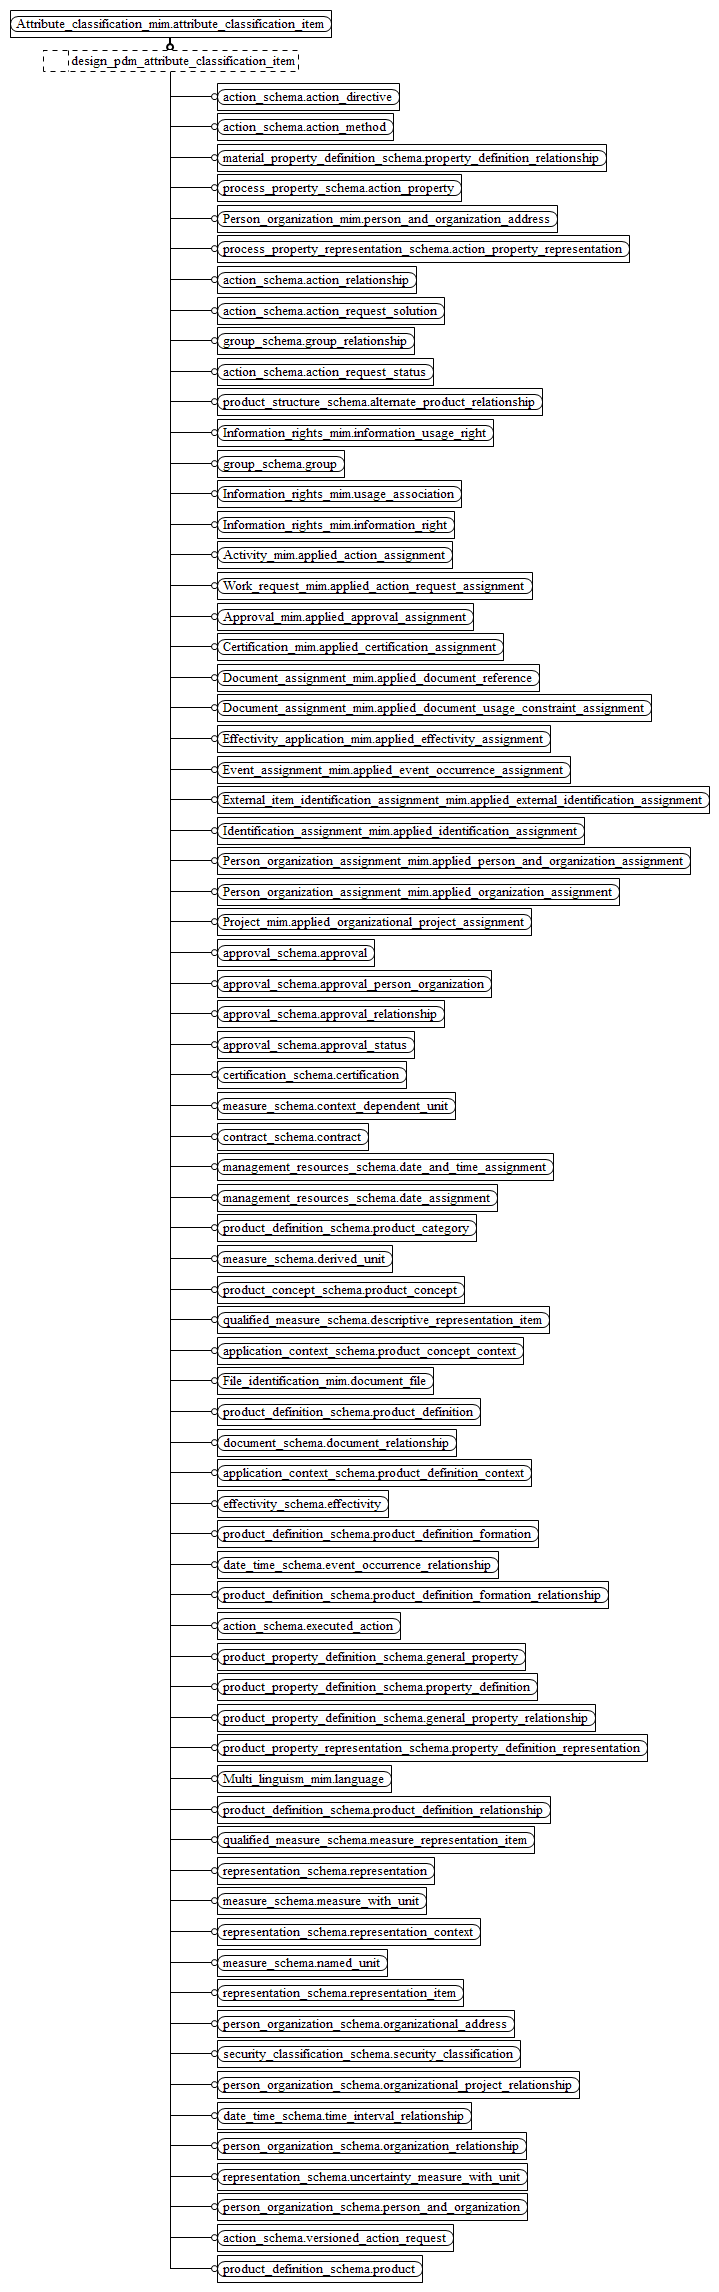 Attribute_classification_mim.attribute_classification_item
design_pdm_attribute_classification_item
action_schema.action_directive
action_schema.action_method
material_property_definition_schema.property_definition_relationship
process_property_schema.action_property
Person_organization_mim.person_and_organization_address
process_property_representation_schema.action_property_representation
action_schema.action_relationship
action_schema.action_request_solution
group_schema.group_relationship
action_schema.action_request_status
product_structure_schema.alternate_product_relationship
Information_rights_mim.information_usage_right
group_schema.group
Information_rights_mim.usage_association
Information_rights_mim.information_right
Activity_mim.applied_action_assignment
Work_request_mim.applied_action_request_assignment
Approval_mim.applied_approval_assignment
Certification_mim.applied_certification_assignment
Document_assignment_mim.applied_document_reference
Document_assignment_mim.applied_document_usage_constraint_assignment
Effectivity_application_mim.applied_effectivity_assignment
Event_assignment_mim.applied_event_occurrence_assignment
External_item_identification_assignment_mim.applied_external_identification_assignment
Identification_assignment_mim.applied_identification_assignment
Person_organization_assignment_mim.applied_person_and_organization_assignment
Person_organization_assignment_mim.applied_organization_assignment
Project_mim.applied_organizational_project_assignment
approval_schema.approval
approval_schema.approval_person_organization
approval_schema.approval_relationship
approval_schema.approval_status
certification_schema.certification
measure_schema.context_dependent_unit
contract_schema.contract
management_resources_schema.date_and_time_assignment
management_resources_schema.date_assignment
product_definition_schema.product_category
measure_schema.derived_unit
product_concept_schema.product_concept
qualified_measure_schema.descriptive_representation_item
application_context_schema.product_concept_context
File_identification_mim.document_file
product_definition_schema.product_definition
document_schema.document_relationship
application_context_schema.product_definition_context
effectivity_schema.effectivity
product_definition_schema.product_definition_formation
date_time_schema.event_occurrence_relationship
product_definition_schema.product_definition_formation_relationship
action_schema.executed_action
product_property_definition_schema.general_property
product_property_definition_schema.property_definition
product_property_definition_schema.general_property_relationship
product_property_representation_schema.property_definition_representation
Multi_linguism_mim.language
product_definition_schema.product_definition_relationship
qualified_measure_schema.measure_representation_item
representation_schema.representation
measure_schema.measure_with_unit
representation_schema.representation_context
measure_schema.named_unit
representation_schema.representation_item
person_organization_schema.organizational_address
security_classification_schema.security_classification
person_organization_schema.organizational_project_relationship
date_time_schema.time_interval_relationship
person_organization_schema.organization_relationship
representation_schema.uncertainty_measure_with_unit
person_organization_schema.person_and_organization
action_schema.versioned_action_request
product_definition_schema.product